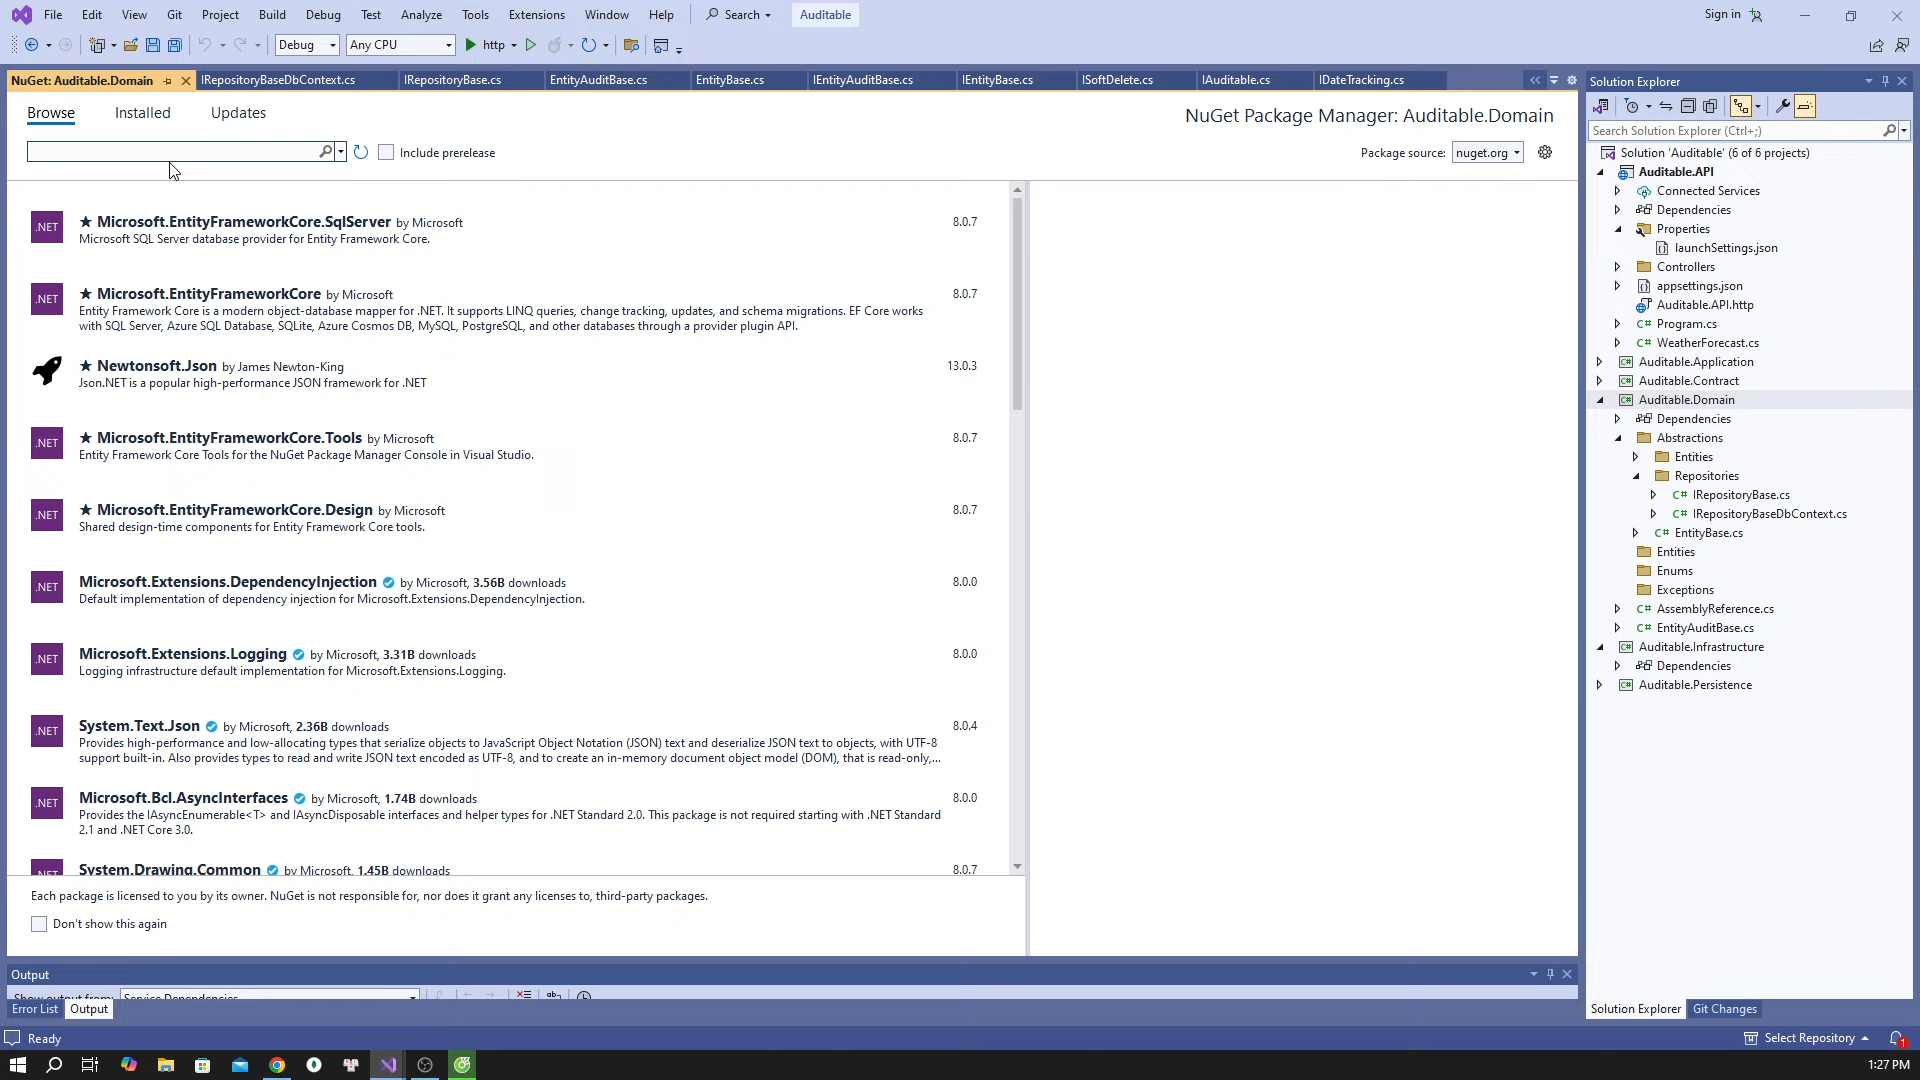 File Edit View Git Project Build Debug Test Analyze Tools Extensions Window Help Search Auditable Sign in
Debug Any CPU http
NuGet: Auditable.Domain IRepositoryBaseDbContext.cs IRepositoryBase.cs EntityAuditBase.cs EntityBase.cs IEntityAuditBase.cs IEntityBase.cs ISoftDelete.cs IAuditable.cs IDateTracking.cs
Browse Installed Updates
NuGet Package Manager: Auditable.Domain
Include prerelease
Package source: nuget.org
.NET
Microsoft.EntityFrameworkCore.SqlServer by Microsoft 8.0.7
Microsoft SQL Server database provider for Entity Framework Core.
.NET
Microsoft.EntityFrameworkCore by Microsoft 8.0.7
Entity Framework Core is a modern object-database mapper for .NET. It supports LINQ queries, change tracking, updates, and schema migrations. EF Core works
with SQL Server, Azure SQL Database, SQLite, Azure Cosmos DB, MySQL, PostgreSQL, and other databases through a provider plugin API.
Newtonsoft.Json by James Newton-King 13.0.3
Json.NET is a popular high-performance JSON framework for .NET
.NET
Microsoft.EntityFrameworkCore.Tools by Microsoft 8.0.7
Entity Framework Core Tools for the NuGet Package Manager Console in Visual Studio.
.NET
Microsoft.EntityFrameworkCore.Design by Microsoft 8.0.7
Shared design-time components for Entity Framework Core tools.
.NET
Microsoft.Extensions.DependencyInjection by Microsoft, 3.56B downloads 8.0.0
Default implementation of dependency injection for Microsoft.Extensions.DependencyInjection.
.NET
Microsoft.Extensions.Logging by Microsoft, 3.31B downloads 8.0.0
Logging infrastructure default implementation for Microsoft.Extensions.Logging.
.NET
System.Text.Json by Microsoft, 2.36B downloads 8.0.4
Provides high-performance and low-allocating types that serialize objects to JavaScript Object Notation (JSON) text and deserialize JSON text to objects, with UTF-8
support built-in. Also provides types to read and write JSON text encoded as UTF-8, and to create an in-memory document object model (DOM), that is read-only,...
.NET
Microsoft.Bcl.AsyncInterfaces by Microsoft, 1.74B downloads 8.0.0
Provides the IAsyncEnumerable<T> and IAsyncDisposable interfaces and helper types for .NET Standard 2.0. This package is not required starting with .NET Standard
2.1 and .NET Core 3.0.
.NET
System.Drawing.Common by Microsoft, 1.45B downloads 8.0.7
Each package is licensed to you by its owner. NuGet is not responsible for, nor does it grant any licenses to, third-party packages.
Don't show this again
Output
Show output from: Service Dependencies
Error List Output
Solution Explorer
Search Solution Explorer (Ctrl+;)
Solution 'Auditable' (6 of 6 projects)
Auditable.API
Connected Services
Dependencies
Properties
launchSettings.json
Controllers
appsettings.json
Auditable.API.http
C# Program.cs
C# WeatherForecast.cs
C# Auditable.Application
C# Auditable.Contract
C# Auditable.Domain
Dependencies
Abstractions
Entities
Repositories
C# IRepositoryBase.cs
C# IRepositoryBaseDbContext.cs
C# EntityBase.cs
Entities
Enums
Exceptions
C# AssemblyReference.cs
C# EntityAuditBase.cs
C# Auditable.Infrastructure
Dependencies
C# Auditable.Persistence
Solution Explorer Git Changes
Ready
Select Repository 1
1:27 PM